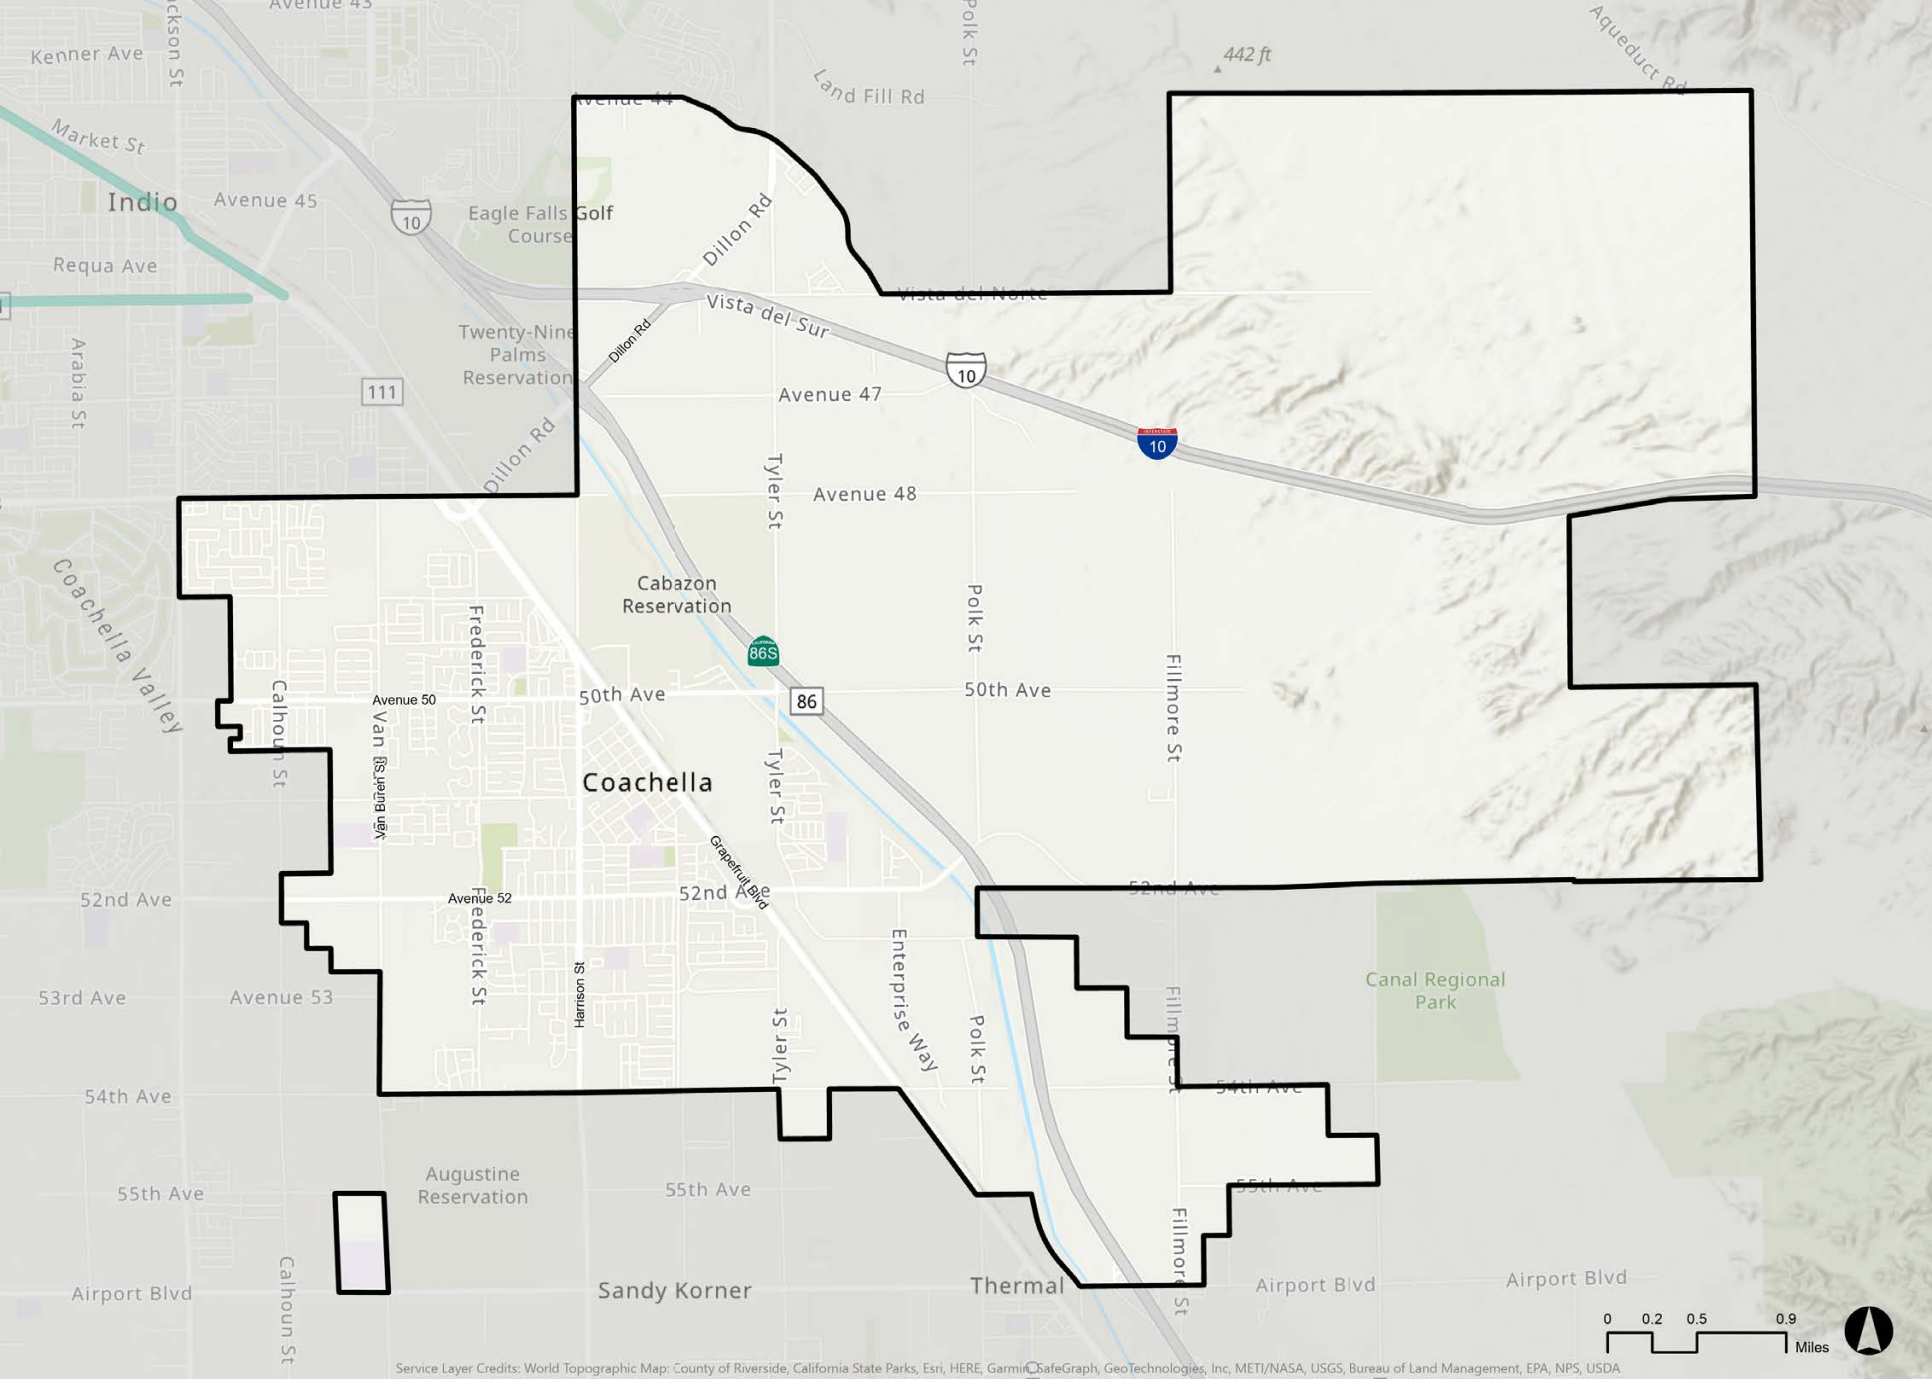 Avenue 43
Polk St
442 ft
Aqueduct Rd
Kenner Ave
ckson St
Land Fill Rd
Avenue 44
Market St
Indio
Avenue 45
10
Eagle Falls Golf
Course
Dillon Rd
Requa Ave
Vista del Norte
Vista del Sur
Twenty-Nine
Palms
Reservation
Dillon Rd
Arabia St
111
10
Avenue 47
Dillon Rd
INTERSTATE
10
Tyler St
Avenue 48
Coachella Valley
Cabazon
Reservation
Frederick St
Polk St
CALIFORNIA
86S
Fillmore St
Calhoun St
Avenue 50
50th Ave
86
50th Ave
Van
Van Buren St
Coachella
Tyler St
Grapefruit Blvd
52nd Ave
Avenue 52
52nd Ave
52nd Ave
Frederick St
Enterprise Way
Harrison St
53rd Ave
Avenue 53
Canal Regional
Park
Fillmore St
Tyler St
Polk St
54th Ave
54th Ave
Augustine
Reservation
55th Ave
55th Ave
55th Ave
Fillmore St
Calhoun St
Airport Blvd
Sandy Korner
Thermal
Airport Blvd
Airport Blvd
0 0.2 0.5 0.9
Miles
Service Layer Credits: World Topographic Map: County of Riverside, California State Parks, Esri, HERE, Garmin, SafeGraph, GeoTechnologies, Inc, METI/NASA, USGS, Bureau of Land Management, EPA, NPS, USDA